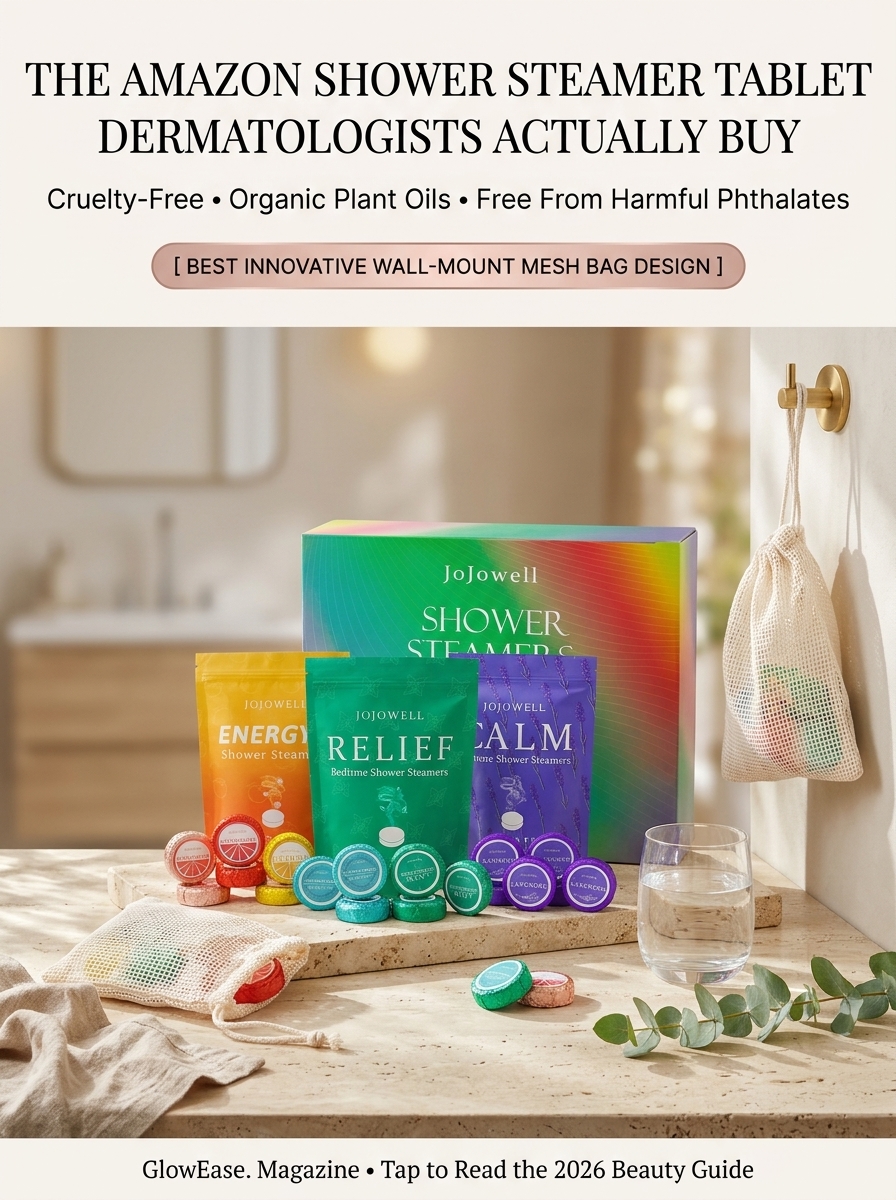 THE AMAZON SHOWER STEAMER TABLET
DERMATOLOGISTS ACTUALLY BUY
Cruelty-Free • Organic Plant Oils • Free From Harmful Phthalates
[ BEST INNOVATIVE WALL-MOUNT MESH BAG DESIGN ]
JoJowell
SHOWER
STEAMERS
JOJOWELL
ENERGY
Shower Steam
JOJOWELL
RELIEF
Bedtime Shower Steamers
JOJOWELL
CALM
Shower Steamers
GlowEase. Magazine • Tap to Read the 2026 Beauty Guide